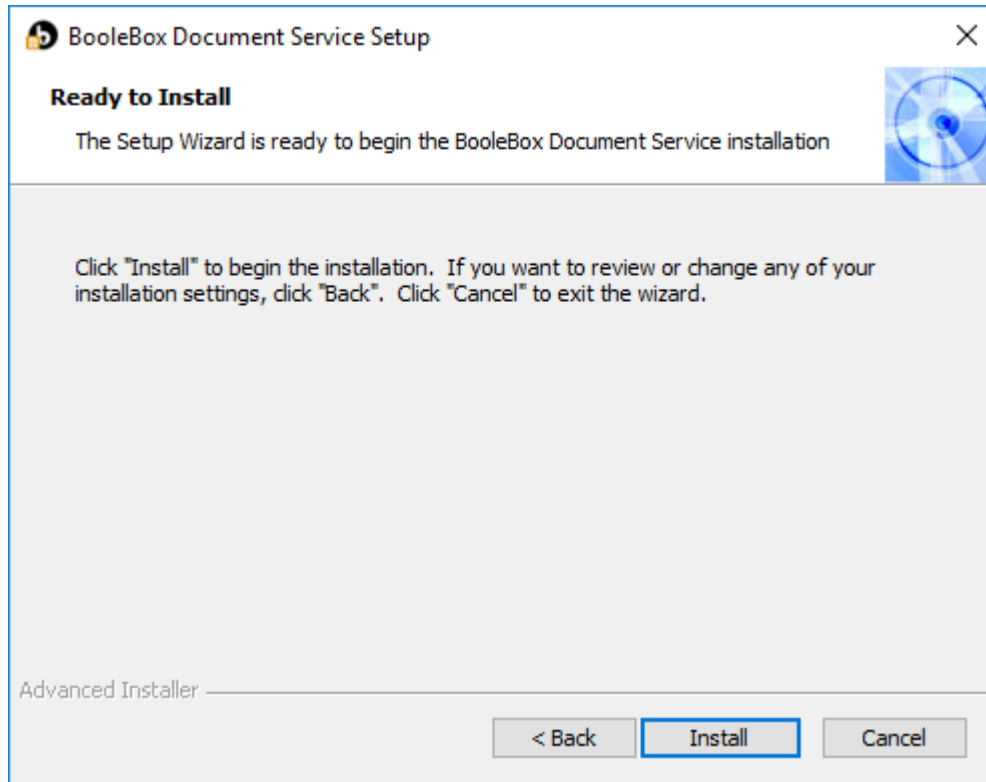 BooleBox Document Service Setup
Ready to Install
The Setup Wizard is ready to begin the BooleBox Document Service installation
Click "Install" to begin the installation.  If you want to review or change any of your
installation settings, click "Back".  Click "Cancel" to exit the wizard.
Advanced Installer
< Back
Install
Cancel